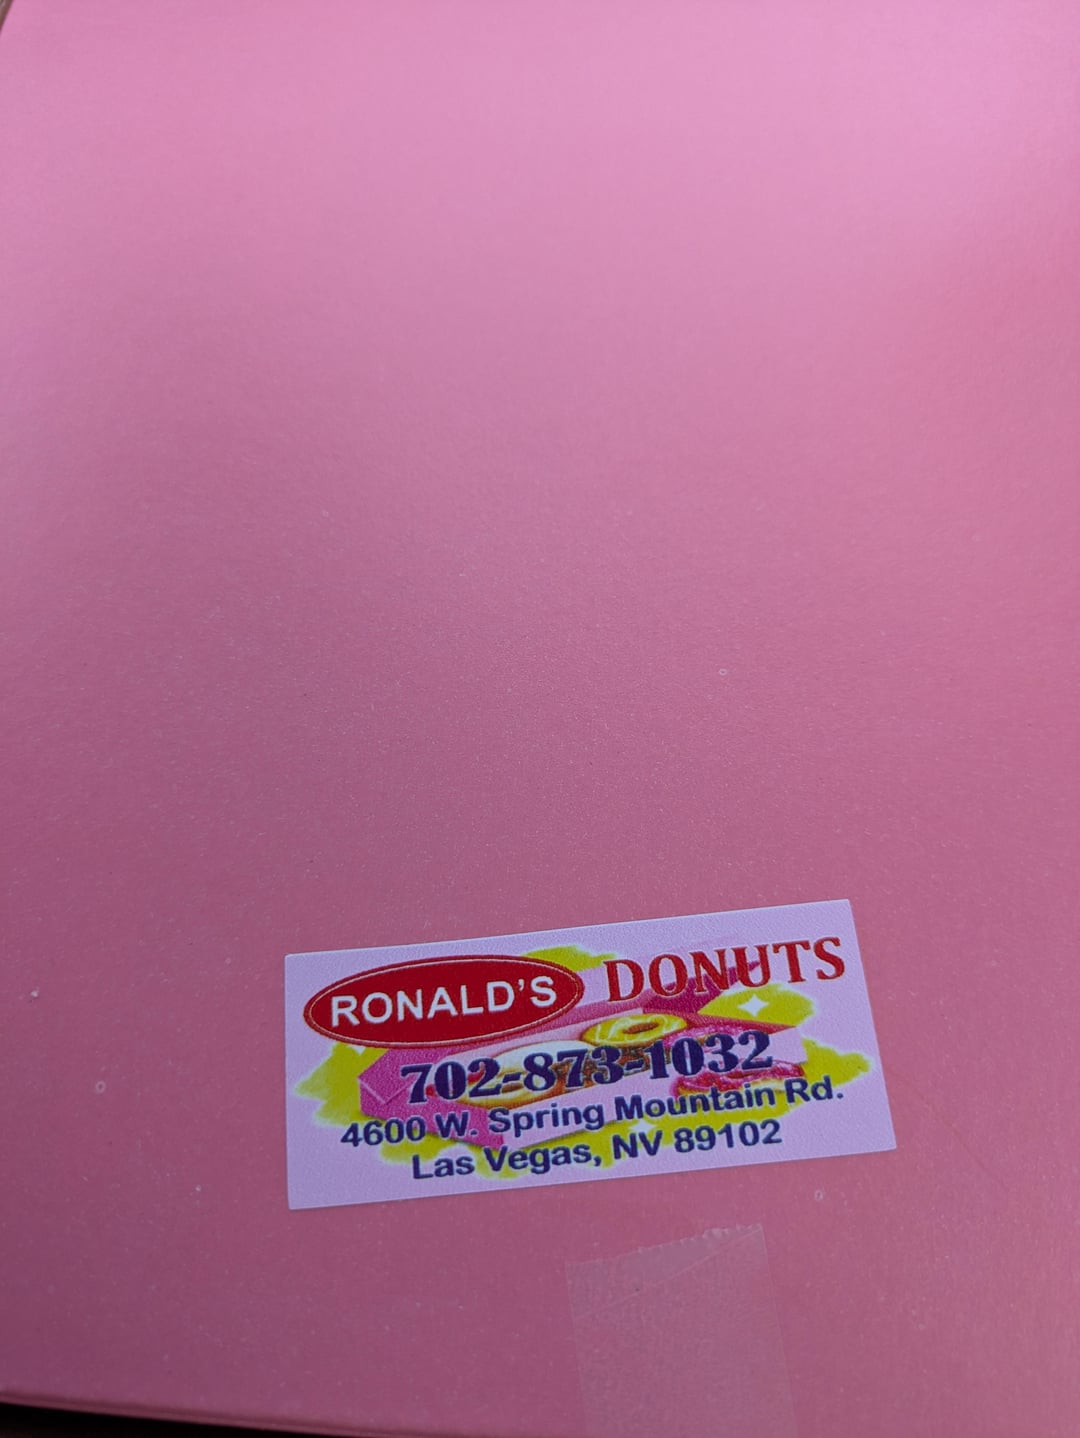 RONALD'S DONUTS
702-873-1032
4600 W. Spring Mountain Rd.
Las Vegas, NV 89102